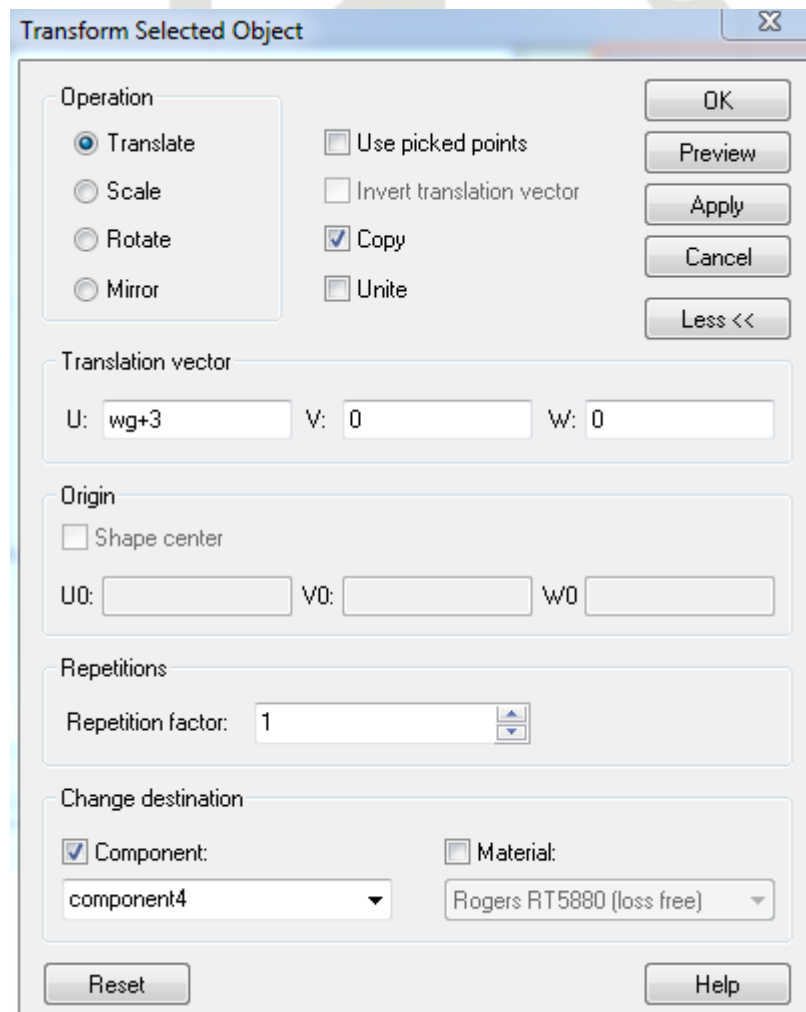 Transform Selected Object
Operation
Translate
Scale
Rotate
Mirror
Use picked points
Invert translation vector
Copy
Unite
OK
Preview
Apply
Cancel
Less <<
Translation vector
U: wg+3 V: 0 W: 0
Origin
Shape center
U0: V0: W0
Repetitions
Repetition factor: 1
Change destination
Component: Material:
component4 Rogers RT5880 (loss free)
Reset Help